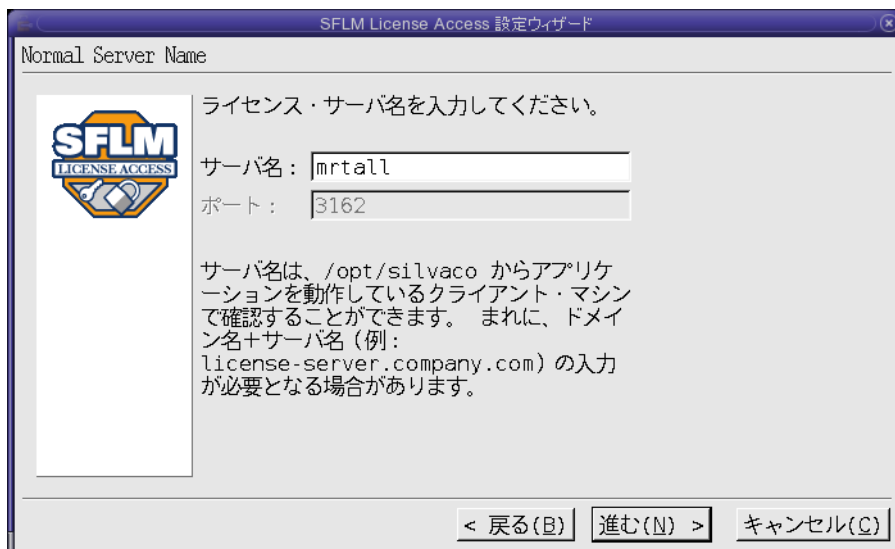 SFLM License Access 設定ウィザード
Normal Server Name
SFLM
LICENSE ACCESS
ライセンス・サーバ名を入力してください。
サーバ名： mrtall
ポート： 3162
サーバ名は、/opt/silvaco からアプリケ
ーションを動作しているクライアント・マシン
で確認することができます。 まれに、ドメイ
ン名＋サーバ名（例：
license-server.company.com）の入力
が必要となる場合があります。
< 戻る(B)
進む(N) >
キャンセル(C)